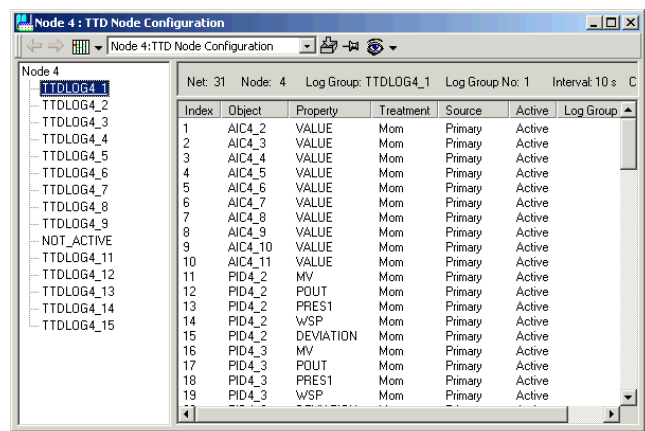 Node 4 : TTD Node Configuration
Node 4:TTD Node Configuration
Node 4
TTDLOG4_1
TTDLOG4_2
TTDLOG4_3
TTDLOG4_4
TTDLOG4_5
TTDLOG4_6
TTDLOG4_7
TTDLOG4_8
TTDLOG4_9
NOT_ACTIVE
TTDLOG4_11
TTDLOG4_12
TTDLOG4_13
TTDLOG4_14
TTDLOG4_15
Net: 31 Node: 4 Log Group: TTDLOG4_1 Log Group No: 1 Interval: 10 s
Index Object Property Treatment Source Active Log Group
1 AIC4_2 VALUE Mom Primary Active
2 AIC4_3 VALUE Mom Primary Active
3 AIC4_4 VALUE Mom Primary Active
4 AIC4_5 VALUE Mom Primary Active
5 AIC4_6 VALUE Mom Primary Active
6 AIC4_7 VALUE Mom Primary Active
7 AIC4_8 VALUE Mom Primary Active
8 AIC4_9 VALUE Mom Primary Active
9 AIC4_10 VALUE Mom Primary Active
10 AIC4_11 VALUE Mom Primary Active
11 PID4_2 MV Mom Primary Active
12 PID4_2 POUT Mom Primary Active
13 PID4_2 PRES1 Mom Primary Active
14 PID4_2 WSP Mom Primary Active
15 PID4_2 DEVIATION Mom Primary Active
16 PID4_3 MV Mom Primary Active
17 PID4_3 POUT Mom Primary Active
18 PID4_3 PRES1 Mom Primary Active
19 PID4_3 WSP Mom Primary Active